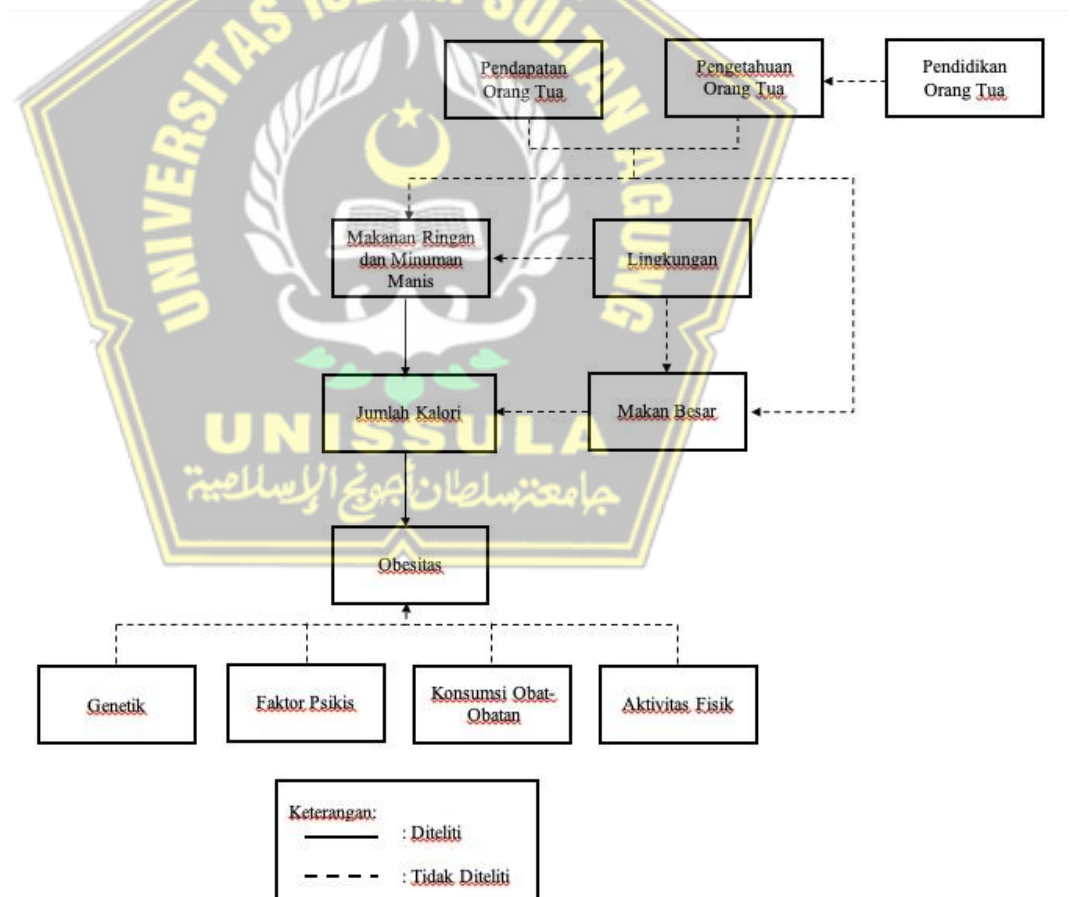 UNIVERSITAS ISLAM SULTAN AGUNG
Pendapatan
Orang Tua
Pengetahuan
Orang Tua
Pendidikan
Orang Tua
Makanan Ringan
dan Minuman
Manis
Lingkungan
Jumlah Kalori
Makan Besar
UNISSULA
جامعنسلطان أجونج الإسلامية
Obesitas
Genetik
Faktor Psikis
Konsumsi Obat-
Obatan
Aktivitas Fisik
Keterangan:
: Diteliti
: Tidak Diteliti